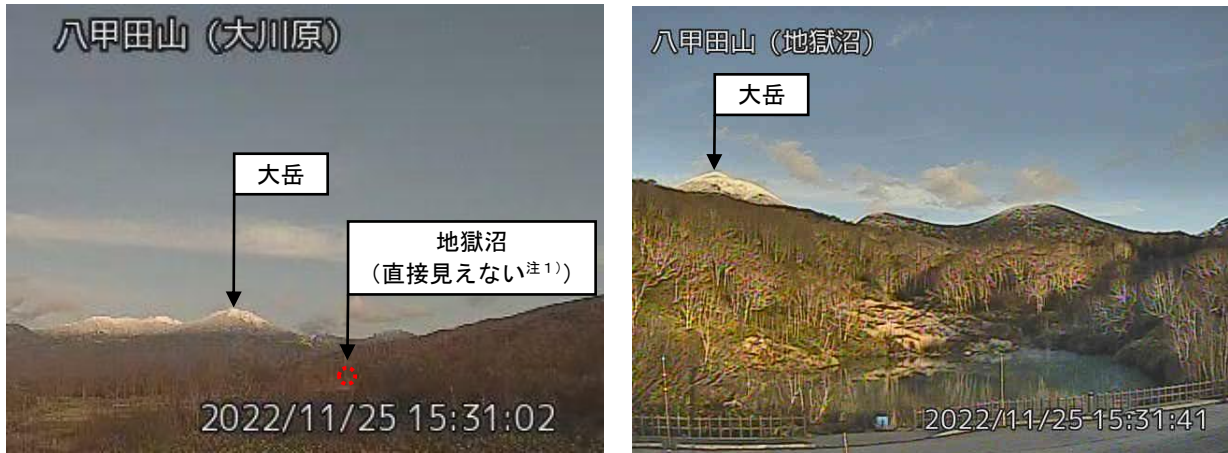 八甲田山（大川原）
大岳
地獄沼
（直接見えない注１））
2022/11/25 15:31:02
八甲田山（地獄沼）
大岳
2022/11/25 15:31:41